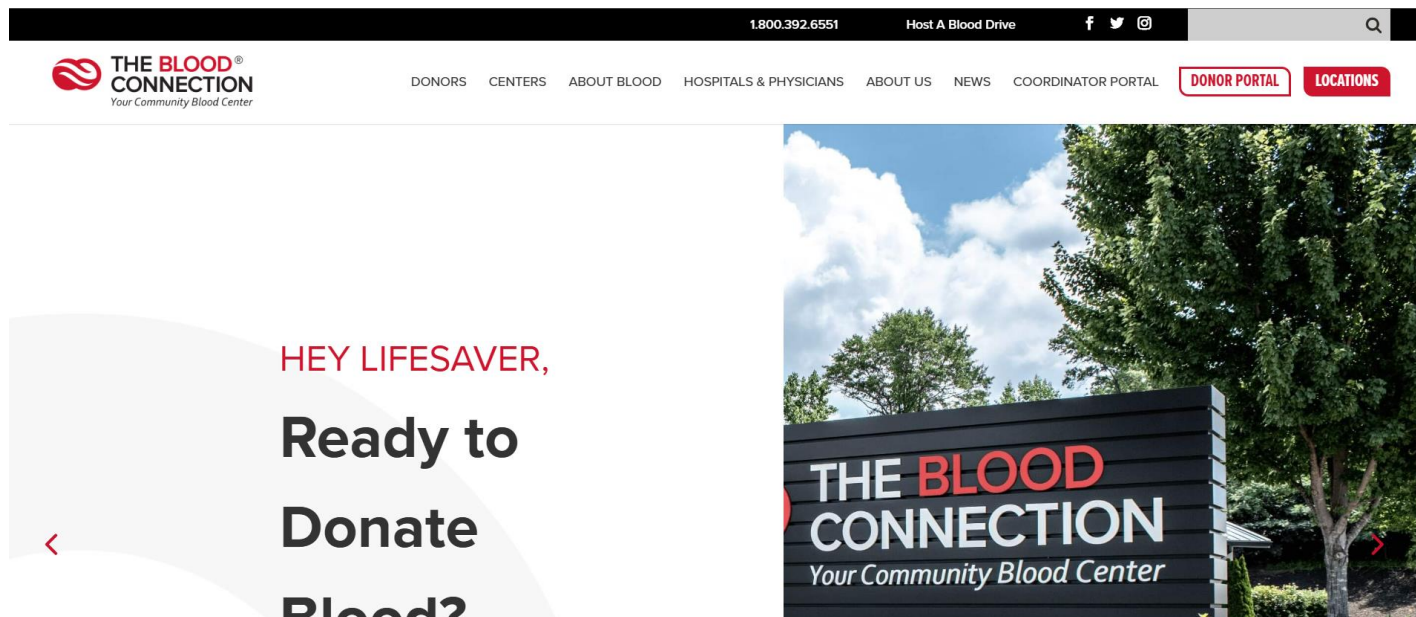 1.800.392.6551
Host A Blood Drive
THE BLOOD®
CONNECTION
Your Community Blood Center
DONORS
CENTERS
ABOUT BLOOD
HOSPITALS & PHYSICIANS
ABOUT US
NEWS
COORDINATOR PORTAL
DONOR PORTAL
LOCATIONS
HEY LIFESAVER,
Ready to
Donate
Blood?
THE BLOOD
CONNECTION
Your Community Blood Center